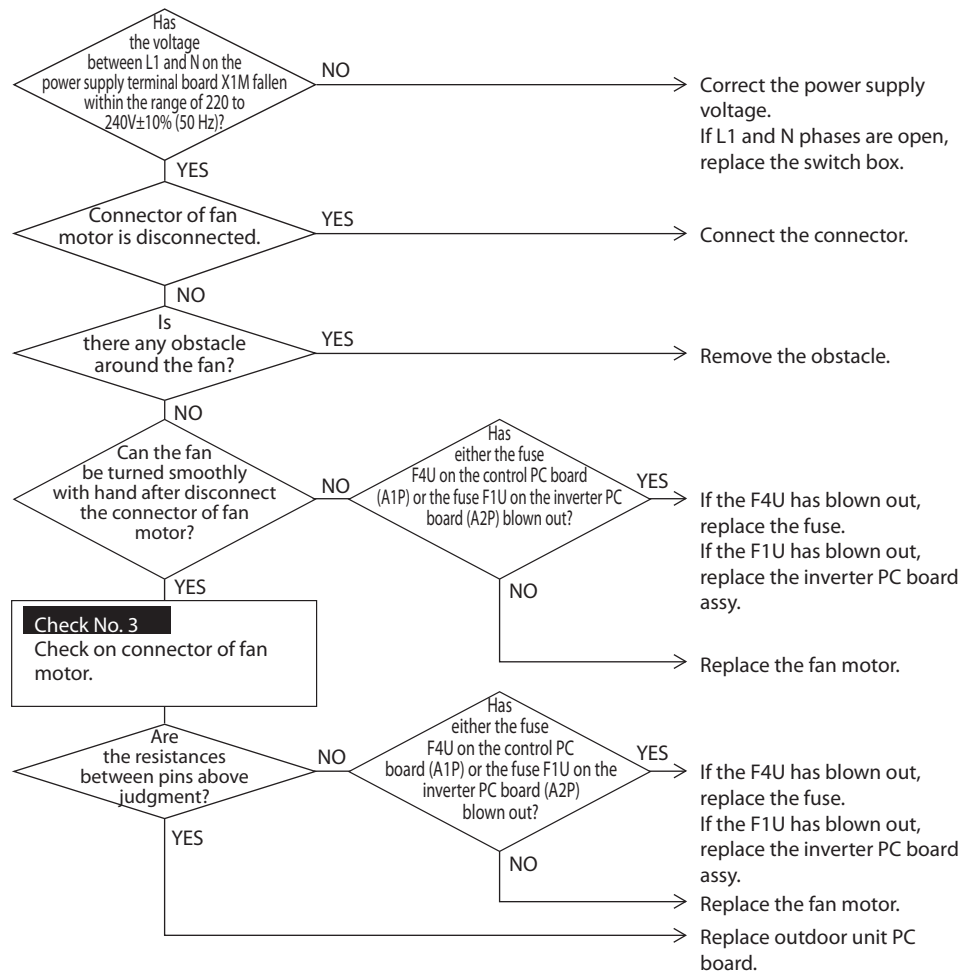 Has
the voltage
between L1 and N on the
power supply terminal board X1M fallen
within the range of 220 to
240V±10% (50 Hz)?
NO
Correct the power supply
voltage.
If L1 and N phases are open,
replace the switch box.
YES
Connector of fan
motor is disconnected.
YES
Connect the connector.
NO
Is
there any obstacle
around the fan?
YES
Remove the obstacle.
NO
Can the fan
be turned smoothly
with hand after disconnect
the connector of fan
motor?
NO
Has
either the fuse
F4U on the control PC board
(A1P) or the fuse F1U on the inverter PC
board (A2P) blown out?
YES
If the F4U has blown out,
replace the fuse.
If the F1U has blown out,
replace the inverter PC board
assy.
NO
Replace the fan motor.
YES
Check No. 3
Check on connector of fan
motor.
Are
the resistances
between pins above
judgment?
NO
Has
either the fuse
F4U on the control PC
board (A1P) or the fuse F1U on the
inverter PC board (A2P)
blown out?
YES
If the F4U has blown out,
replace the fuse.
If the F1U has blown out,
replace the inverter PC board
assy.
NO
Replace the fan motor.
YES
Replace outdoor unit PC
board.